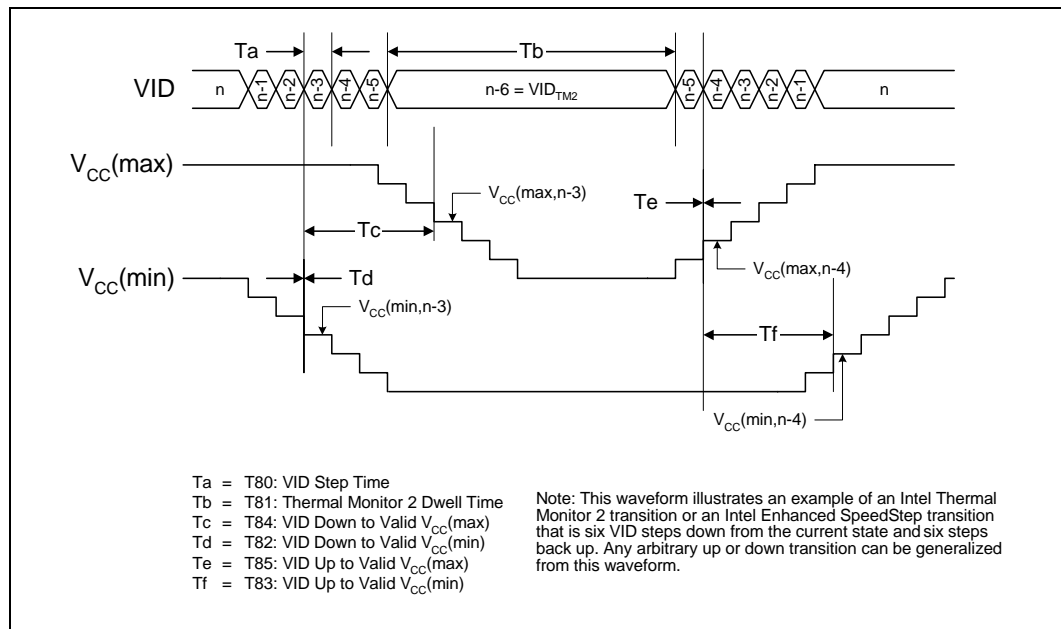 Ta
Tb
VID
n
n-1
n-2
n-3
n-4
n-5
n-6 = VID_TM2
n-5
n-4
n-3
n-2
n-1
n
V_CC(max)
V_CC(max,n-3)
Te
Tc
V_CC(max,n-4)
V_CC(min)
Td
V_CC(min,n-3)
Tf
V_CC(min,n-4)
Ta = T80: VID Step Time
Tb = T81: Thermal Monitor 2 Dwell Time
Tc = T84: VID Down to Valid V_CC(max)
Td = T82: VID Down to Valid V_CC(min)
Te = T85: VID Up to Valid V_CC(max)
Tf = T83: VID Up to Valid V_CC(min)
Note: This waveform illustrates an example of an Intel Thermal
Monitor 2 transition or an Intel Enhanced SpeedStep transition
that is six VID steps down from the current state and six steps
back up. Any arbitrary up or down transition can be generalized
from this waveform.